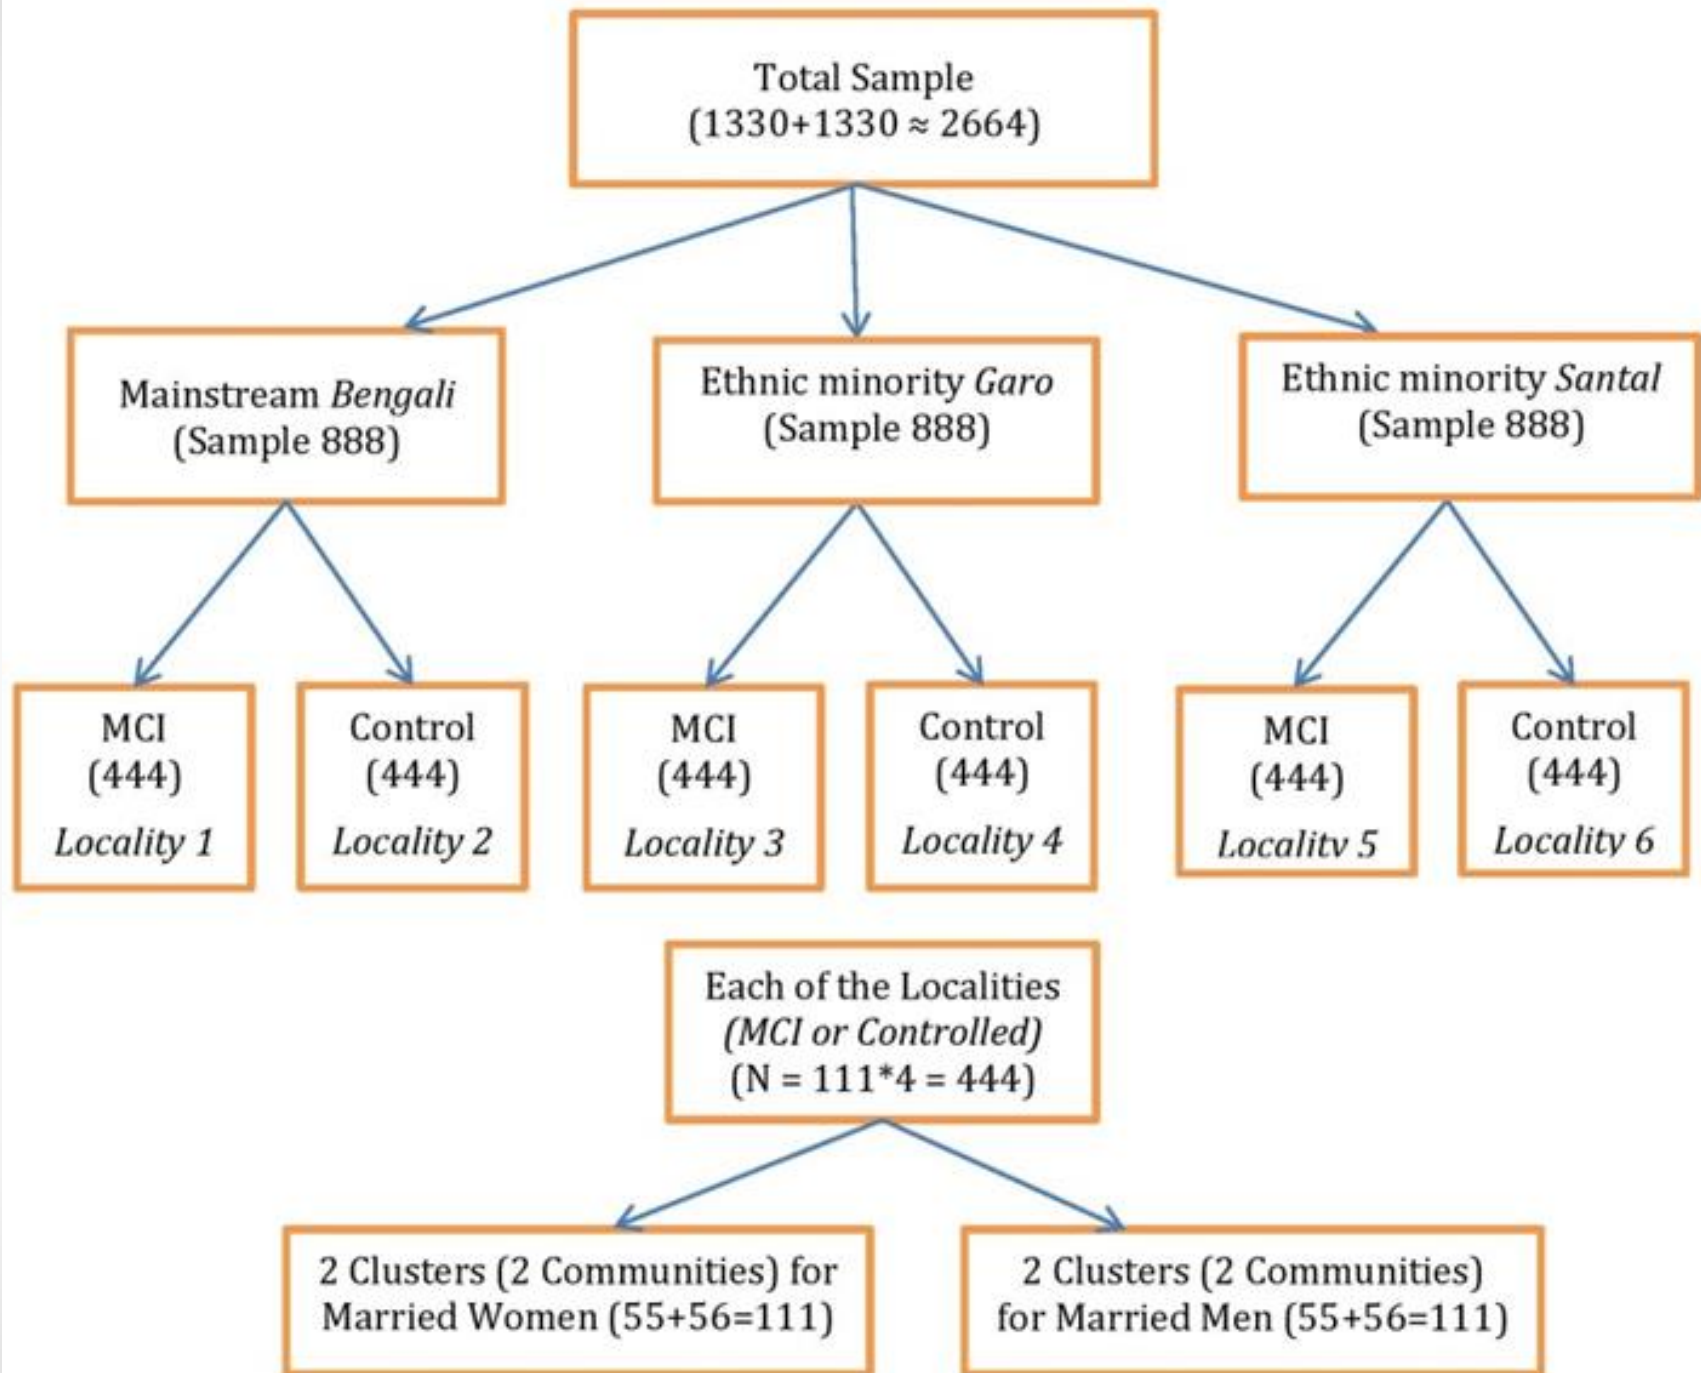 Total Sample
(1330+1330 ≈ 2664)
Mainstream Bengali
(Sample 888)
Ethnic minority Garo
(Sample 888)
Ethnic minority Santal
(Sample 888)
MCI
(444)
Locality 1
Control
(444)
Locality 2
MCI
(444)
Locality 3
Control
(444)
Locality 4
MCI
(444)
Locality 5
Control
(444)
Locality 6
Each of the Localities
(MCI or Controlled)
(N = 111*4 = 444)
2 Clusters (2 Communities) for
Married Women (55+56=111)
2 Clusters (2 Communities)
for Married Men (55+56=111)